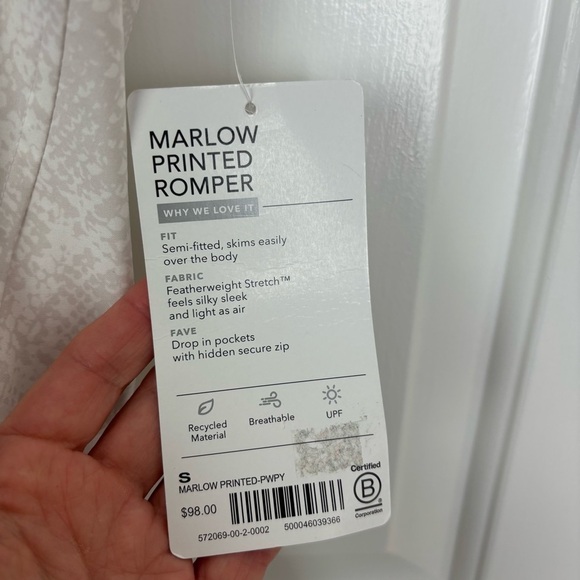 MARLOW
PRINTED
ROMPER
WHY WE LOVE IT
FIT
Semi-fitted, skims easily
over the body
FABRIC
Featherweight Stretch™
feels silky sleek
and light as air
FAVE
Drop in pockets
with hidden secure zip
Recycled
Material
Breathable
UPF
S
MARLOW PRINTED-PWPY
$98.00
572069-00-2-0002
500046039366
Certified
B
Corporation